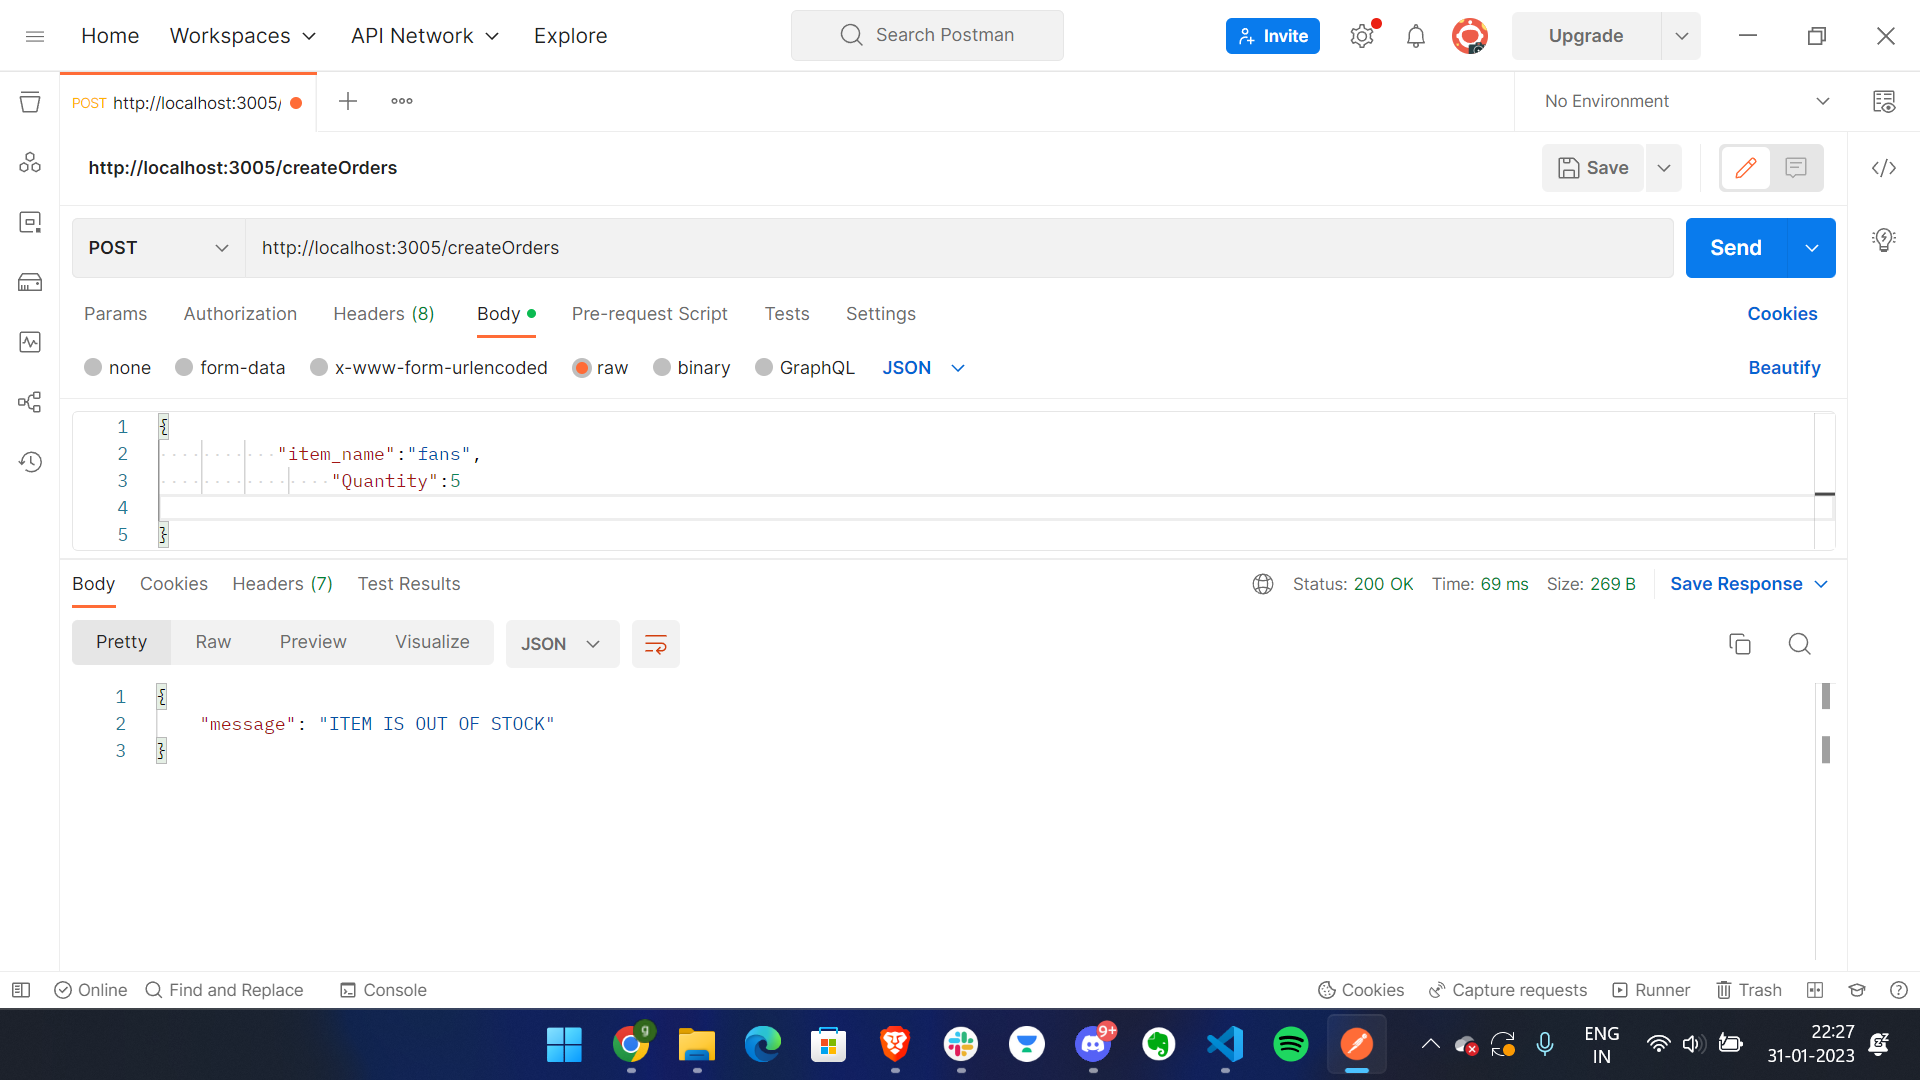 Home
Workspaces
API Network
Explore
Search Postman
Invite
Upgrade
POST http://localhost:3005/
No Environment
http://localhost:3005/createOrders
Save
POST
http://localhost:3005/createOrders
Send
Params
Authorization
Headers (8)
Body
Pre-request Script
Tests
Settings
Cookies
none
form-data
x-www-form-urlencoded
raw
binary
GraphQL
JSON
Beautify
1 {
2 "item_name":"fans",
3 "Quantity":5
4
5 }
Body
Cookies
Headers (7)
Test Results
Status: 200 OK
Time: 69 ms
Size: 269 B
Save Response
Pretty
Raw
Preview
Visualize
JSON
1 {
2 "message": "ITEM IS OUT OF STOCK"
3 }
Online
Find and Replace
Console
Cookies
Capture requests
Runner
Trash
g
9+
ENG
IN
22:27
31-01-2023